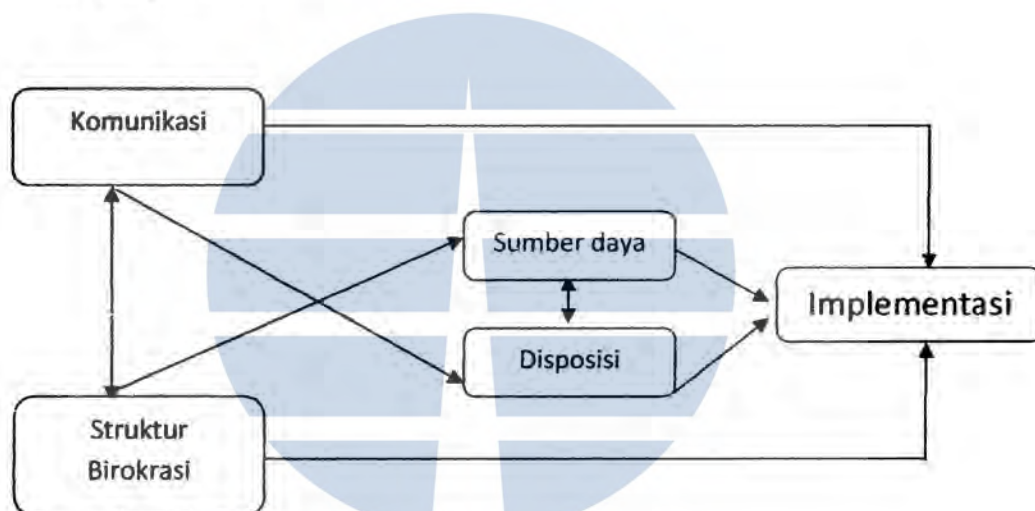 Komunikasi
Sumber daya
Implementasi
Disposisi
Struktur
Birokrasi